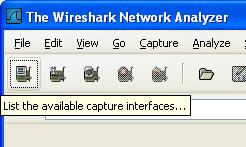 The Wireshark Network Analyzer
File Edit View Go Capture Analyze
List the available capture interfaces...